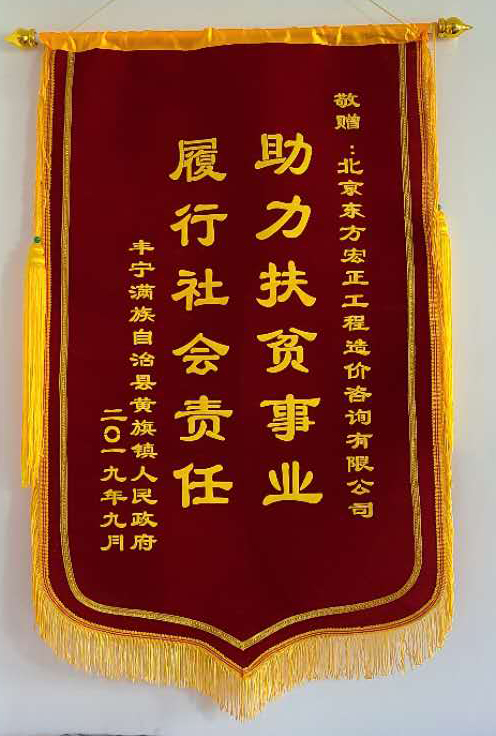 敬赠：北京东方宏正工程造价咨询有限公司
助力扶贫事业
履行社会责任
丰宁满族自治县黄旗镇人民政府
二〇一九年九月